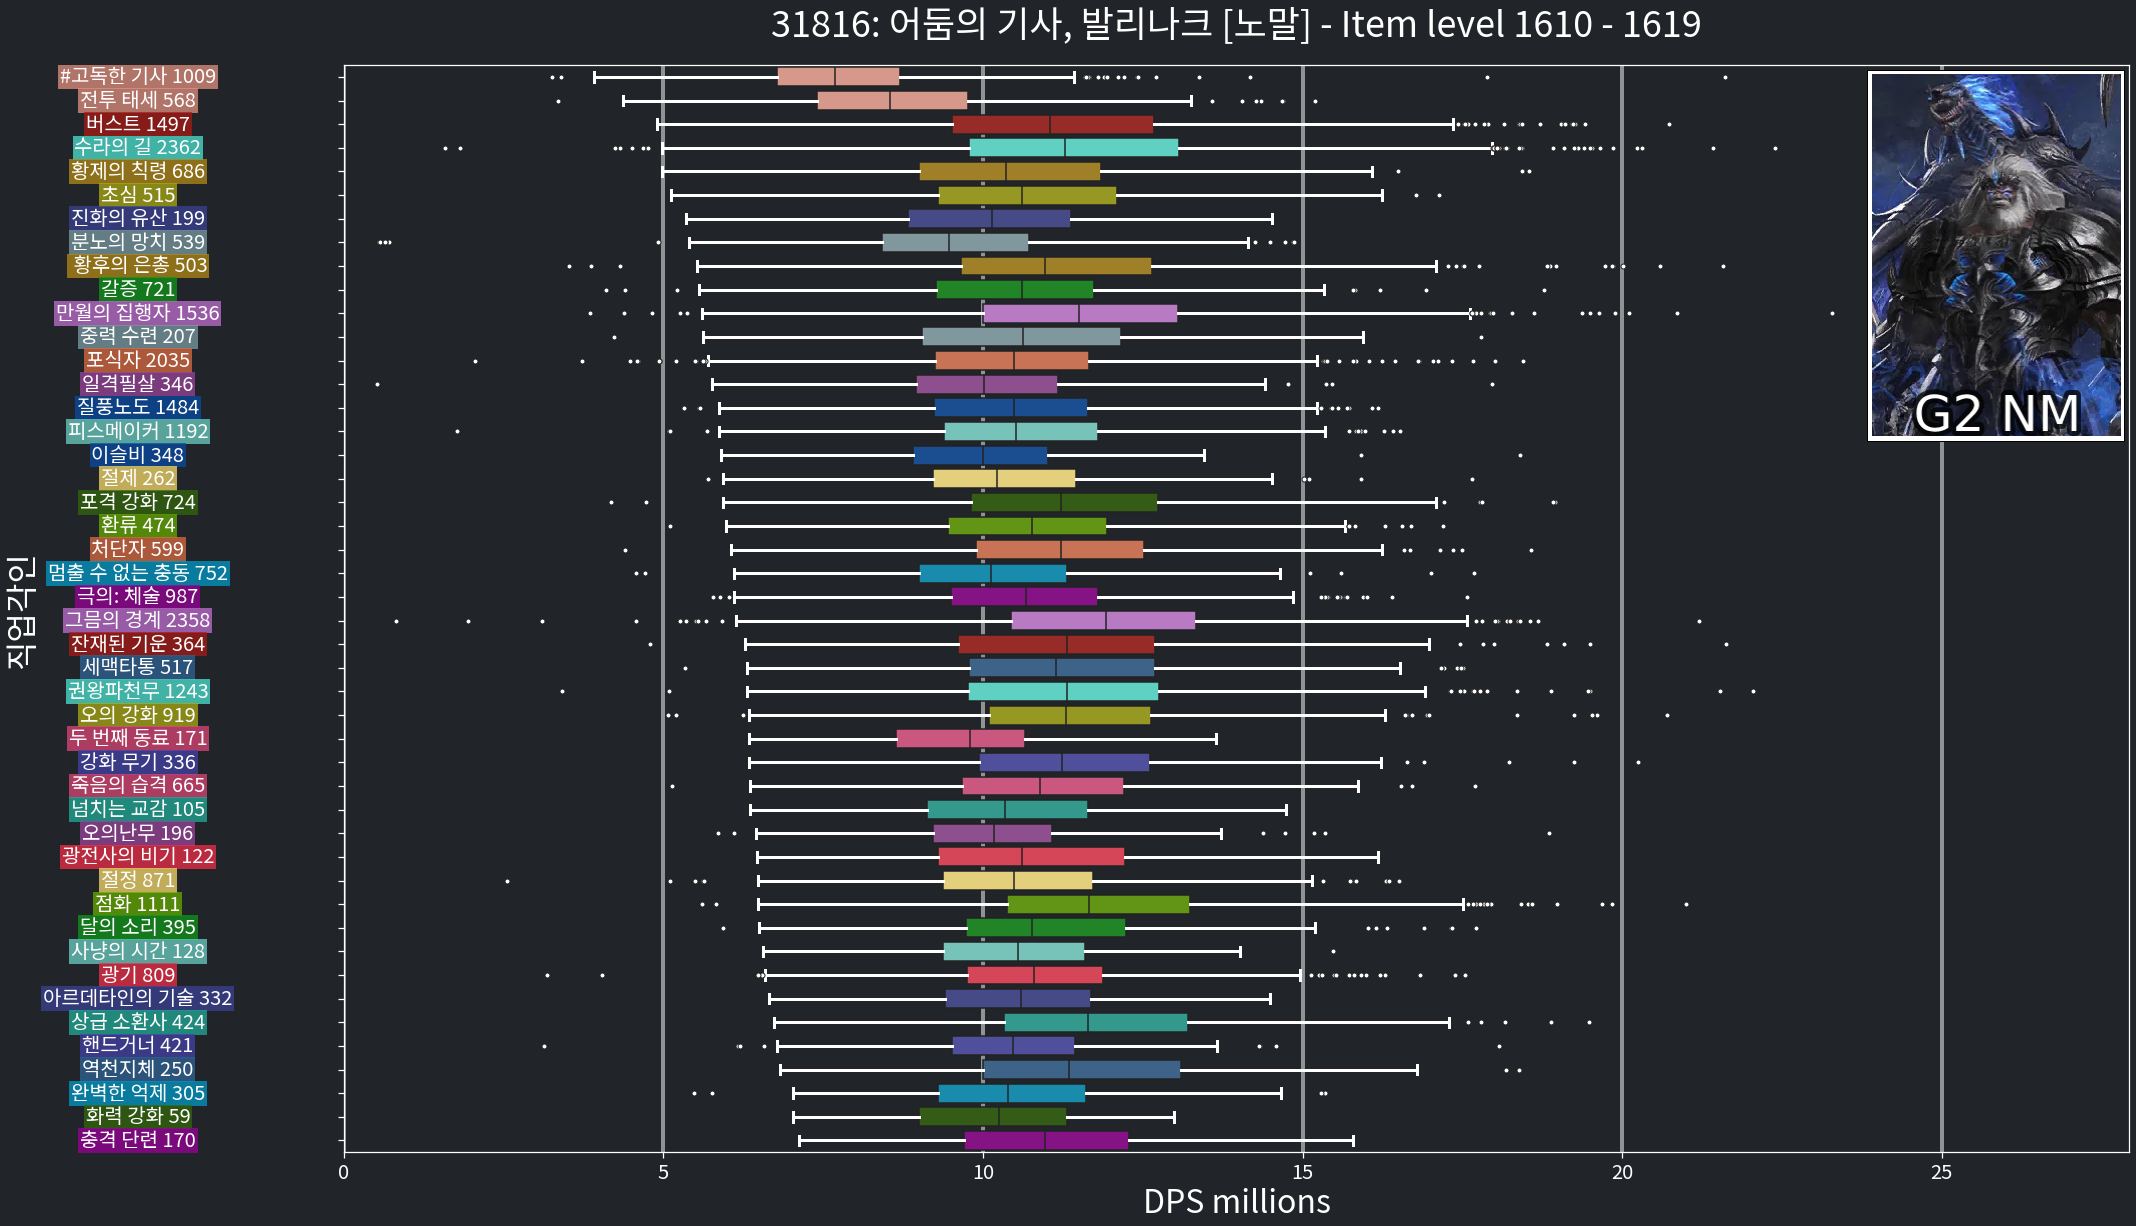 31816: 어둠의 기사, 발리나크 [노말] - Item level 1610 - 1619
#고독한 기사 1009
전투 태세 568
버스트 1497
수라의 길 2362
황제의 칙령 686
초심 515
진화의 유산 199
분노의 망치 539
황후의 은총 503
갈증 721
만월의 집행자 1536
중력 수련 207
포식자 2035
일격필살 346
질풍노도 1484
피스메이커 1192
이슬비 348
절제 262
포격 강화 724
환류 474
처단자 599
멈출 수 없는 충동 752
극의: 체술 987
그믐의 경계 2358
잔재된 기운 364
세맥타통 517
권왕파천무 1243
오의 강화 919
두 번째 동료 171
강화 무기 336
죽음의 습격 665
넘치는 교감 105
오의난무 196
광전사의 비기 122
절정 871
점화 1111
달의 소리 395
사냥의 시간 128
광기 809
아르데타인의 기술 332
상급 소환사 424
핸드거너 421
역천지체 250
완벽한 억제 305
화력 강화 59
충격 단련 170
직업각인
G2 NM
0 5 10 15 20 25
DPS millions